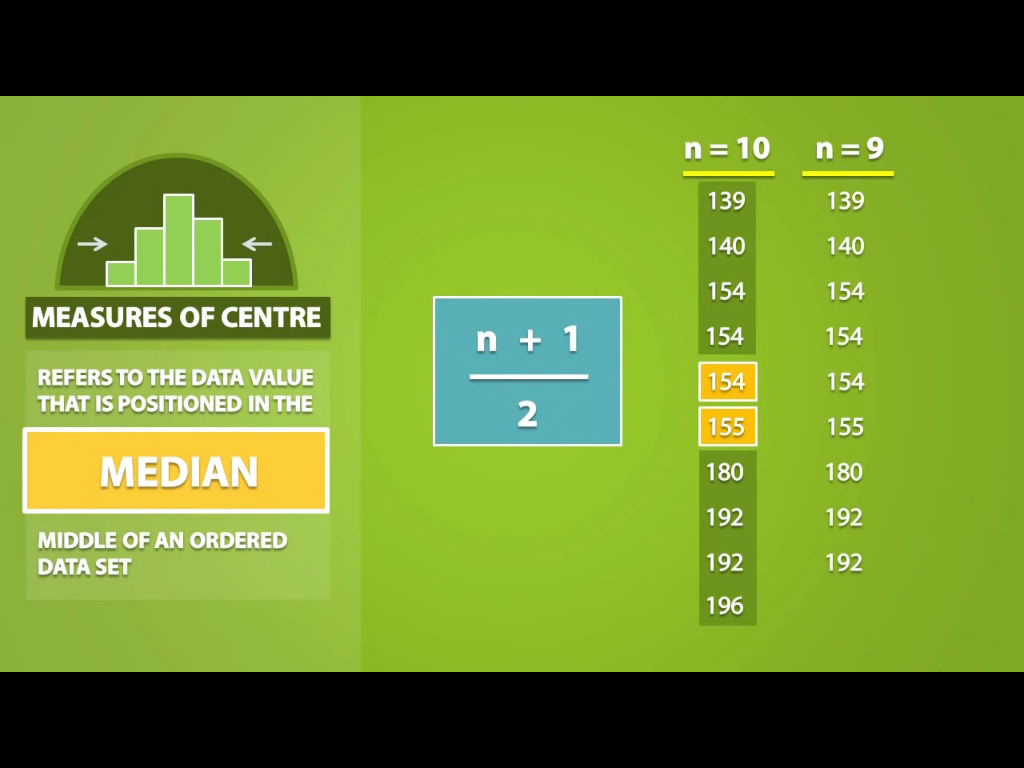 MEASURES OF CENTRE
REFERS TO THE DATA VALUE
THAT IS POSITIONED IN THE
MEDIAN
MIDDLE OF AN ORDERED
DATA SET
n + 1
2
n = 10 n = 9
139 139
140 140
154 154
154 154
154 154
155 155
180 180
192 192
192 192
196